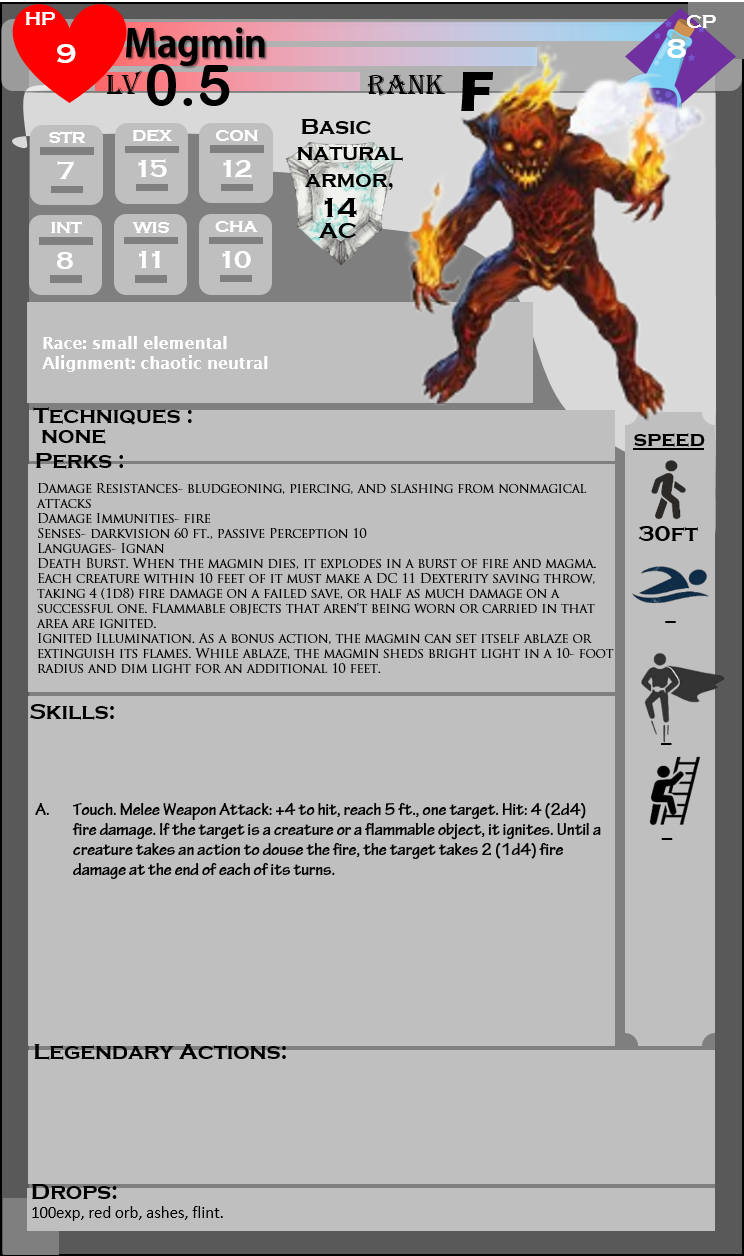 HP
9
Magmin
CP
8
LV 0.5
RANK F
STR
7
DEX
15
CON
12
INT
8
WIS
11
CHA
10
Basic
natural
armor,
14
AC
Race: small elemental
Alignment: chaotic neutral
Techniques :
none
Perks :
Damage Resistances- bludgeoning, piercing, and slashing from nonmagical
attacks
Damage Immunities- fire
Senses- darkvision 60 ft., passive Perception 10
Languages- Ignan
Death Burst. When the magmin dies, it explodes in a burst of fire and magma.
Each creature within 10 feet of it must make a DC 11 Dexterity saving throw,
taking 4 (1d8) fire damage on a failed save, or half as much damage on a
successful one. Flammable objects that aren't being worn or carried in that
area are ignited.
Ignited Illumination. As a bonus action, the magmin can set itself ablaze or
extinguish its flames. While ablaze, the magmin sheds bright light in a 10- foot
radius and dim light for an additional 10 feet.
speed
30ft
–
–
–
Skills:
A. Touch. Melee Weapon Attack: +4 to hit, reach 5 ft., one target. Hit: 4 (2d4)
fire damage. If the target is a creature or a flammable object, it ignites. Until a
creature takes an action to douse the fire, the target takes 2 (1d4) fire
damage at the end of each of its turns.
Legendary Actions:
Drops:
100exp, red orb, ashes, flint.